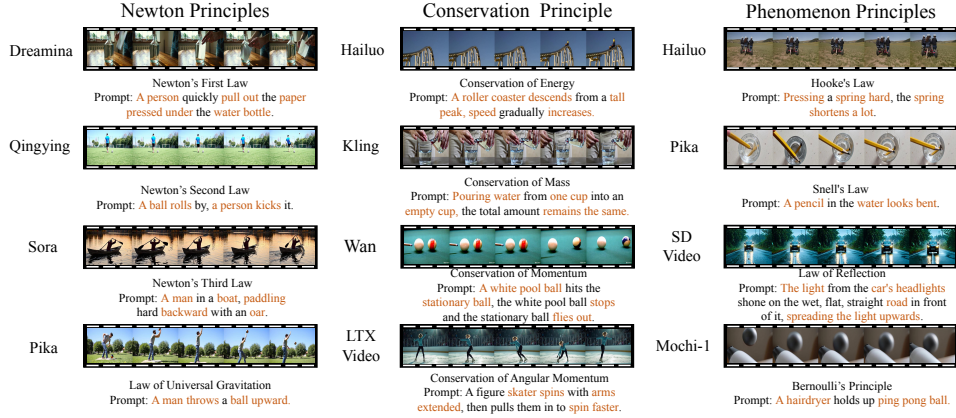 Newton Principles
Dreamina
Newton's First Law
Prompt: A person quickly pull out the paper
pressed under the water bottle.
Qingying
Newton's Second Law
Prompt: A ball rolls by, a person kicks it.
Sora
Newton's Third Law
Prompt: A man in a boat, paddling
hard backward with an oar.
Pika
Law of Universal Gravitation
Prompt: A man throws a ball upward.
Conservation Principle
Hailuo
Conservation of Energy
Prompt: A roller coaster descends from a tall
peak, speed gradually increases.
Kling
Conservation of Mass
Prompt: Pouring water from one cup into an
empty cup, the total amount remains the same.
Wan
Conservation of Momentum
Prompt: A white pool ball hits the
stationary ball, the white pool ball stops
and the stationary ball flies out.
LTX
Video
Conservation of Angular Momentum
Prompt: A figure skater spins with arms
extended, then pulls them in to spin faster.
Phenomenon Principles
Hailuo
Hooke's Law
Prompt: Pressing a spring hard, the spring
shortens a lot.
Pika
Snell's Law
Prompt: A pencil in the water looks bent.
SD
Video
Law of Reflection
Prompt: The light from the car's headlights
shone on the wet, flat, straight road in front
of it, spreading the light upwards.
Mochi-1
Bernoulli's Principle
Prompt: A hairdryer holds up ping pong ball.